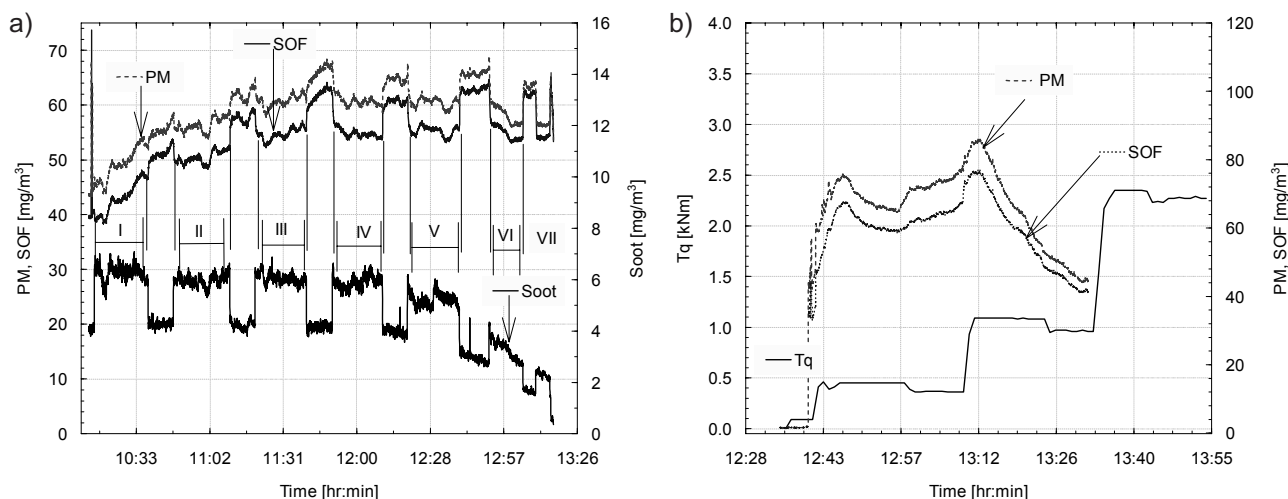 a)
PM, SOF [mg/m³]
70
60
50
40
30
20
10
0
16
14
12
10
8
6
4
2
0
Soot [mg/m³]
PM
SOF
I
II
III
IV
V
VI
VII
Soot
10:33 11:02 11:31 12:00 12:28 12:57 13:26
Time [hr:min]
b)
Tq [kNm]
4.0
3.5
3.0
2.5
2.0
1.5
1.0
0.5
0.0
120
100
80
60
40
20
0
PM, SOF [mg/m³]
PM
SOF
Tq
12:28 12:43 12:57 13:12 13:26 13:40 13:55
Time [hr:min]